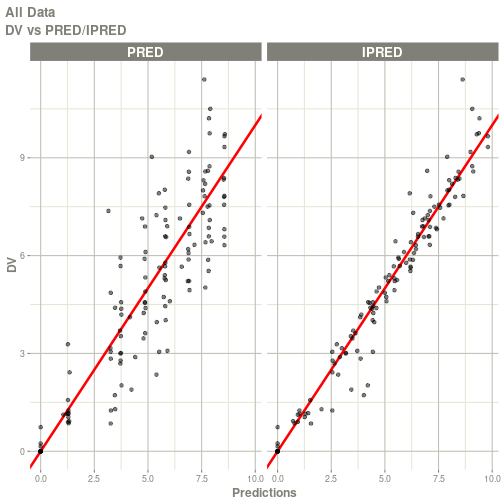 All Data
DV vs PRED/IPRED
PRED IPRED
DV
9
6
3
0
0.0 2.5 5.0 7.5 10.0 0.0 2.5 5.0 7.5 10.0
Predictions